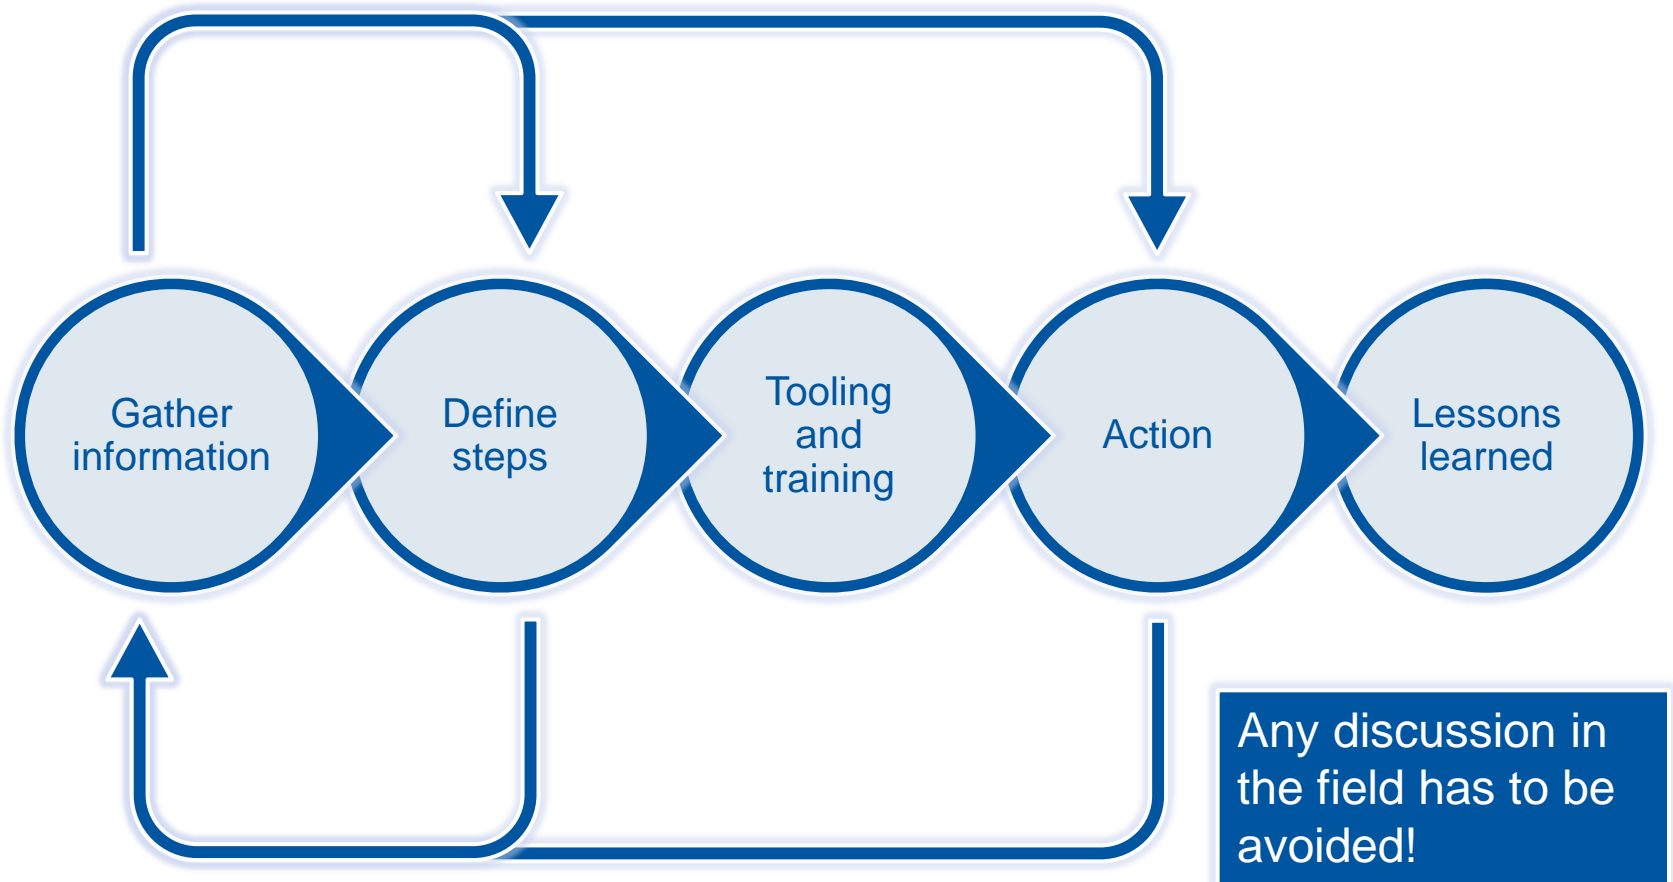 Gather
information
Define
steps
Tooling
and
training
Action
Lessons
learned
Any discussion in
the field has to be
avoided!